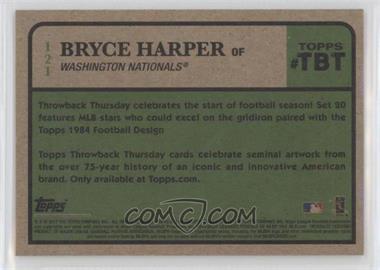 121
BRYCE HARPER OF
WASHINGTON NATIONALS®
TOPPS
#TBT
Throwback Thursday celebrates the start of football season! Set 20
features MLB stars who could excel on the gridiron paired with the
Topps 1984 Football Design
Topps Throwback Thursday cards celebrate seminal artwork from
the over 75-year history of an iconic and innovative American
brand. Only available at Topps.com.
Topps